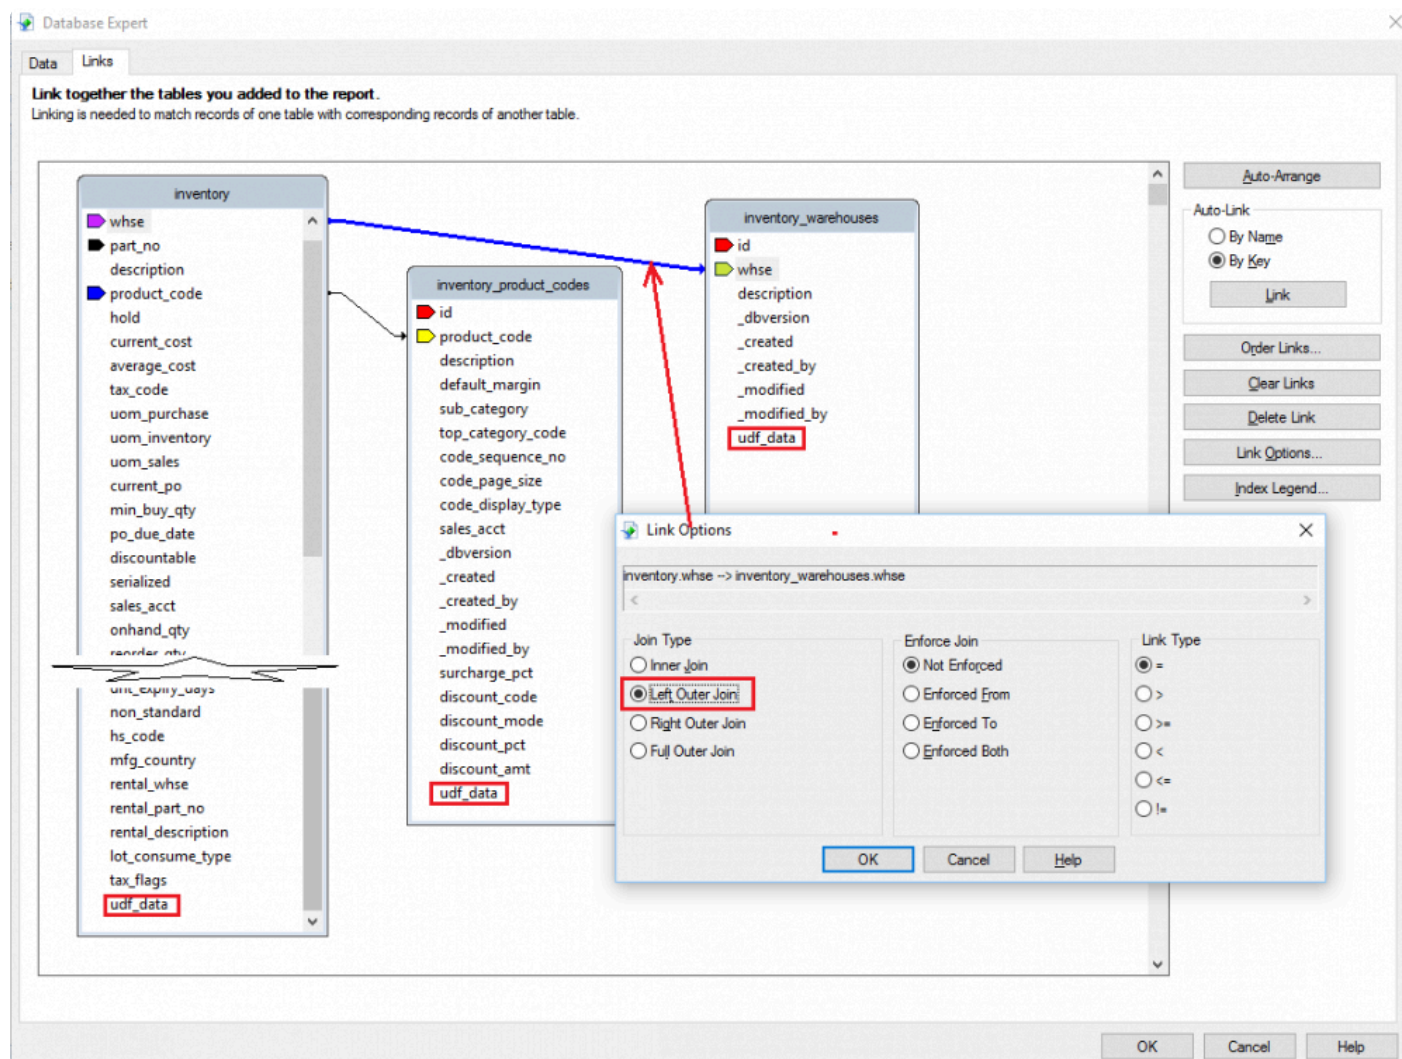 Database Expert
Data
Links
Link together the tables you added to the report.
Linking is needed to match records of one table with corresponding records of another table.
inventory
whse
part_no
description
product_code
hold
current_cost
average_cost
tax_code
uom_purchase
uom_inventory
uom_sales
current_po
min_buy_qty
po_due_date
discountable
serialized
sales_acct
onhand_qty
reorder_qty
unt_expiry_days
non_standard
hs_code
mfg_country
rental_whse
rental_part_no
rental_description
lot_consume_type
tax_flags
udf_data
inventory_product_codes
id
product_code
description
default_margin
sub_category
top_category_code
code_sequence_no
code_page_size
code_display_type
sales_acct
_dbversion
_created
_created_by
_modified
_modified_by
surcharge_pct
discount_code
discount_mode
discount_pct
discount_amt
udf_data
inventory_warehouses
id
whse
description
_dbversion
_created
_created_by
_modified
_modified_by
udf_data
Auto-Arrange
Auto-Link
By Name
By Key
Link
Order Links...
Clear Links
Delete Link
Link Options...
Index Legend...
Link Options
inventory.whse --> inventory_warehouses.whse
Join Type
Inner Join
Left Outer Join
Right Outer Join
Full Outer Join
Enforce Join
Not Enforced
Enforced From
Enforced To
Enforced Both
Link Type
=
>
>=
<
<=
!=
OK
Cancel
Help
OK
Cancel
Help